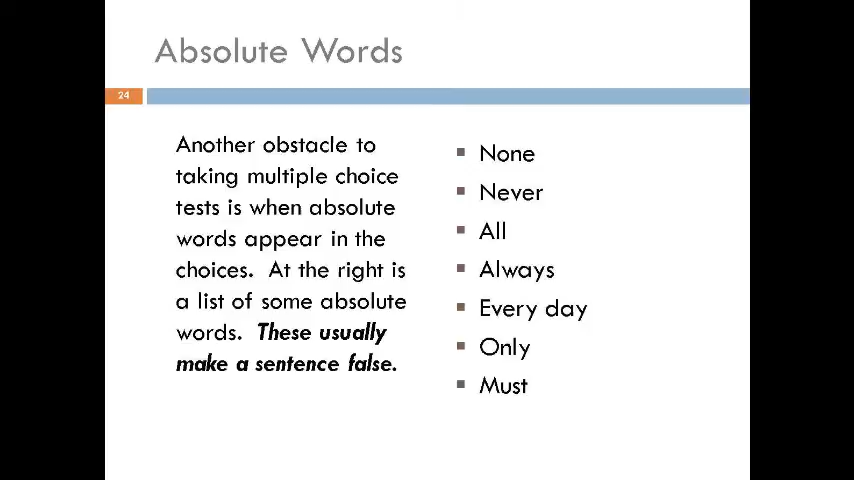 Absolute Words
24
Another obstacle to
taking multiple choice
tests is when absolute
words appear in the
choices.  At the right is
a list of some absolute
words.  These usually
make a sentence false.
▪ None
▪ Never
▪ All
▪ Always
▪ Every day
▪ Only
▪ Must